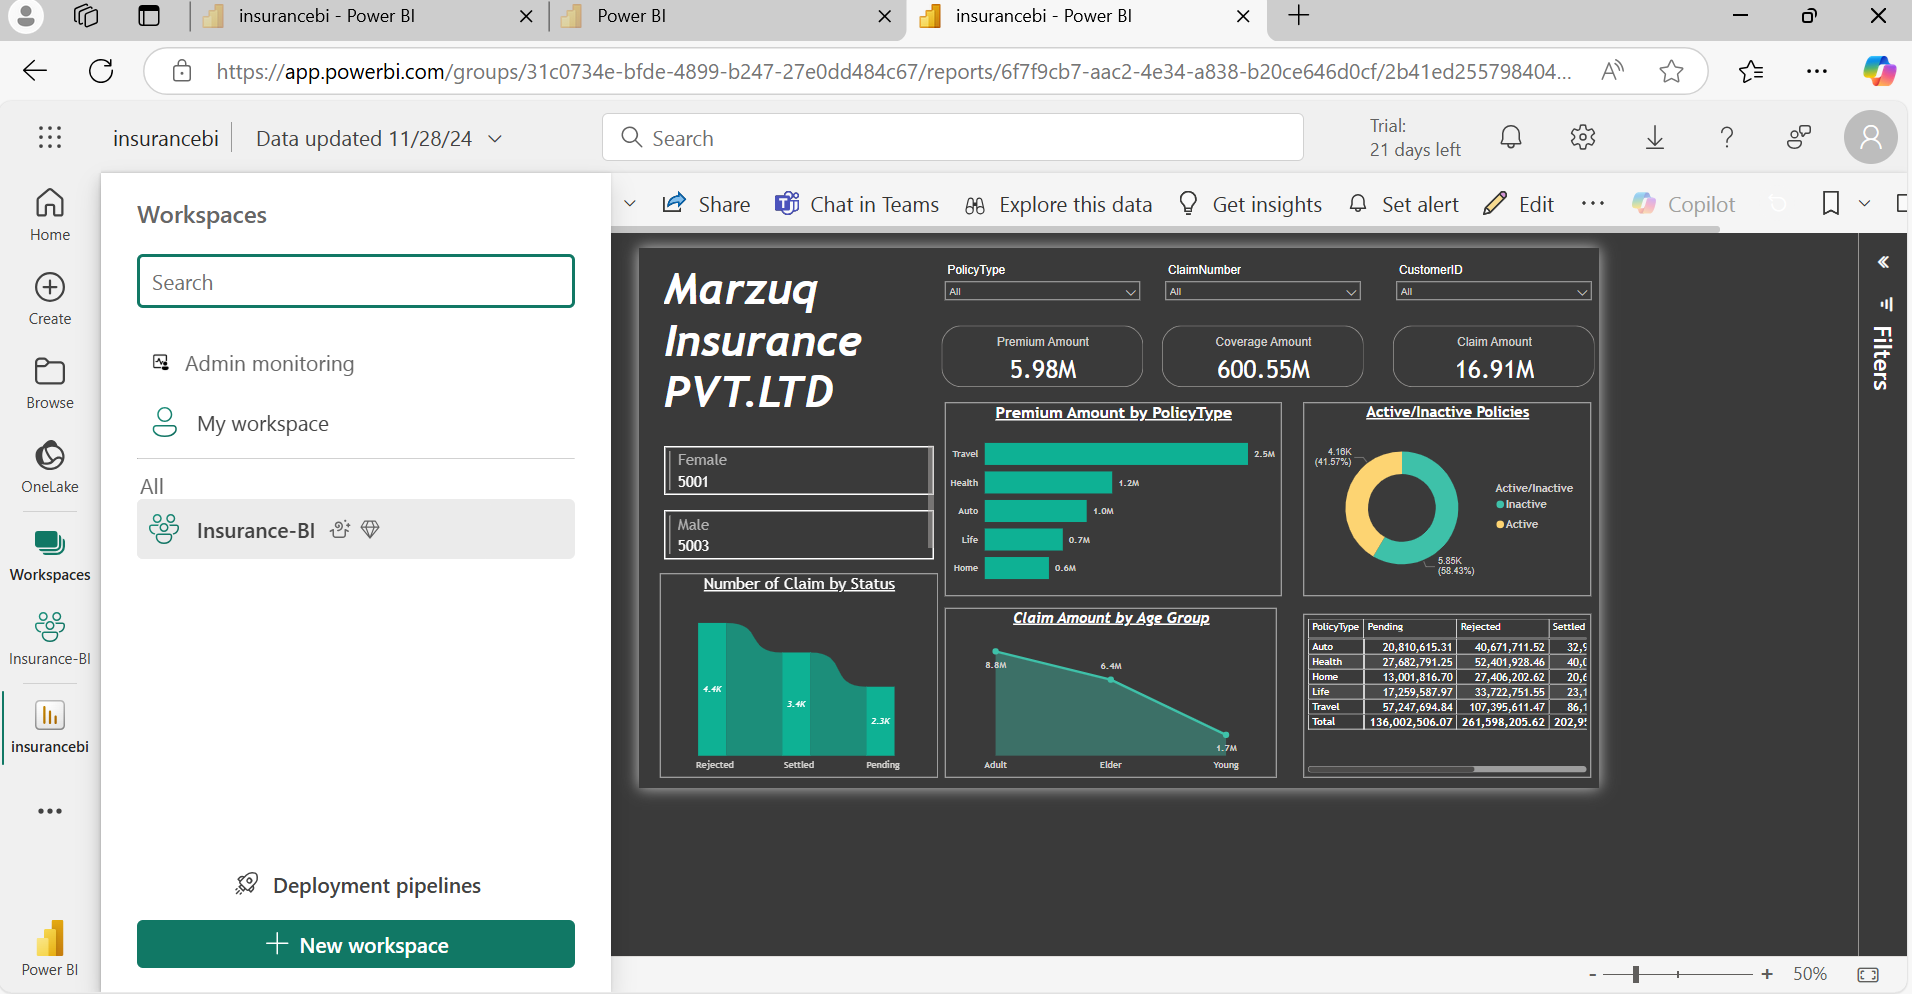 insurancebi - Power BI
Power BI
insurancebi - Power BI
https://app.powerbi.com/groups/31c0734e-bfde-4899-b247-27e0dd484c67/reports/6f7f9cb7-aac2-4e34-a838-b20ce646d0cf/2b41ed255798404...
insurancebi
Data updated 11/28/24
Search
Trial:
21 days left
Home
Create
Browse
OneLake
Workspaces
Insurance-BI
insurancebi
Power BI
Workspaces
Search
Admin monitoring
My workspace
All
Insurance-BI
Deployment pipelines
New workspace
Share
Chat in Teams
Explore this data
Get insights
Set alert
Edit
Copilot
Marzuq
Insurance
PVT.LTD
PolicyType
All
ClaimNumber
All
CustomerID
All
Premium Amount
5.98M
Coverage Amount
600.55M
Claim Amount
16.91M
Female
5001
Male
5003
Premium Amount by PolicyType
Travel 2.5M
Health 1.2M
Auto 1.0M
Life 0.7M
Home 0.6M
Active/Inactive Policies
4.16K
(41.57%)
5.85K
(58.43%)
Active/Inactive
Inactive
Active
Number of Claim by Status
4.4K
3.4K
2.3K
Rejected Settled Pending
Claim Amount by Age Group
8.8M
6.4M
1.7M
Adult Elder Young
PolicyType Pending Rejected Settled
Auto 20,810,615.31 40,671,711.52 32,9
Health 27,682,791.25 52,401,928.46 40,0
Home 13,001,816.70 27,406,202.62 20,6
Life 17,259,587.97 33,722,751.55 23,1
Travel 57,247,694.84 107,395,611.47 86,1
Total 136,002,506.07 261,598,205.62 202,95
Filters
50%